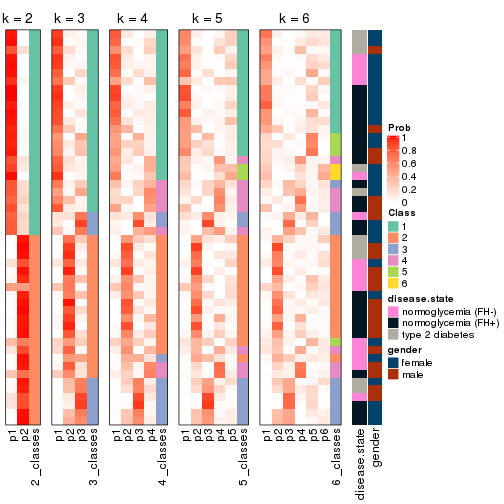 k = 2
k = 3
k = 4
k = 5
k = 6
Prob
1
0.8
0.6
0.4
0.2
0
Class
1
2
3
4
5
6
disease.state
normoglycemia (FH-)
normoglycemia (FH+)
type 2 diabetes
gender
female
male
p1
p2
2_classes
p1
p2
p3
3_classes
p1
p2
p3
p4
4_classes
p1
p2
p3
p4
p5
5_classes
p1
p2
p3
p4
p5
p6
6_classes
disease.state
gender